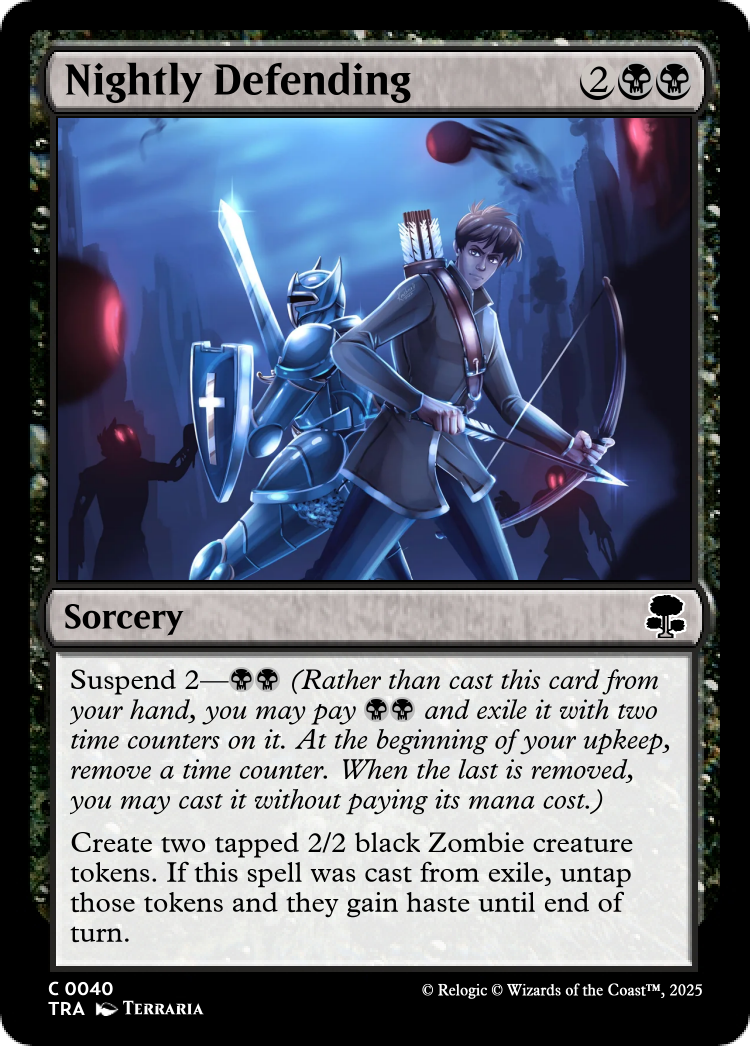 Nightly Defending 2
Sorcery
Suspend 2— (Rather than cast this card from
your hand, you may pay and exile it with two
time counters on it. At the beginning of your upkeep,
remove a time counter. When the last is removed,
you may cast it without paying its mana cost.)
Create two tapped 2/2 black Zombie creature
tokens. If this spell was cast from exile, untap
those tokens and they gain haste until end of
turn.
C 0040
TRA Terraria
© Relogic © Wizards of the Coast™, 2025